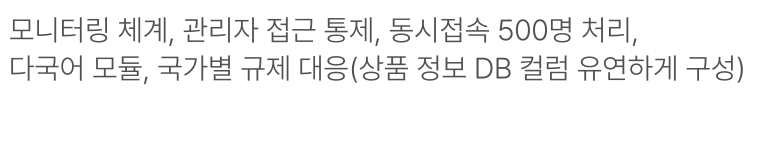 모니터링 체계, 관리자 접근 통제, 동시접속 500명 처리,
다국어 모듈, 국가별 규제 대응(상품 정보 DB 컬럼 유연하게 구성)